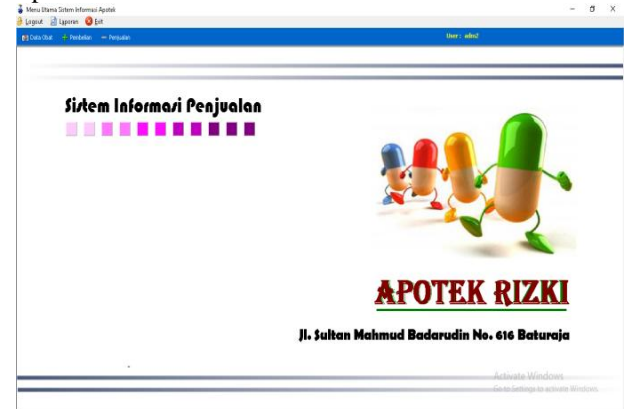 Menu Utama Sistem Informasi Apotek
Logout Laporan Exit
Data Obat Pembelian Penjualan User: adm2
Sistem Informasi Penjualan
APOTEK RIZKI
Jl. Sultan Mahmud Badarudin No. 616 Baturaja
Activate Windows
Go to Settings to activate Windows.